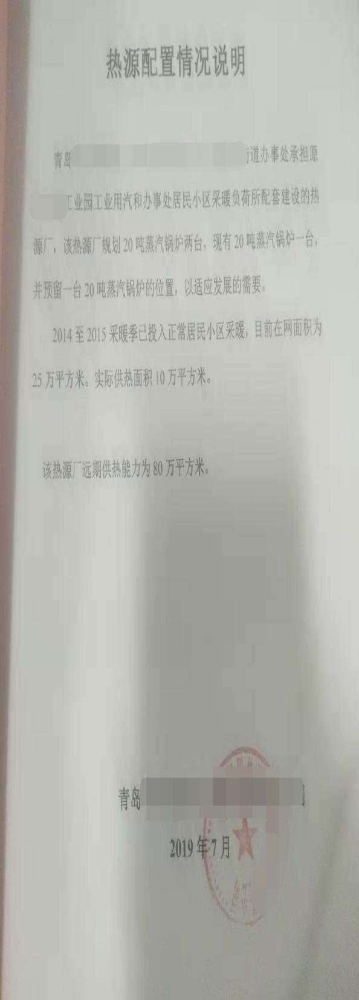 热源配置情况说明
青岛 道办事处承担原
工业园工业用汽和办事处居民小区采暖负荷所配套建设的热
源厂，该热源厂规划20吨蒸汽锅炉两台，现有20吨蒸汽锅炉一台，
并预留一台20吨蒸汽锅炉的位置，以适应发展的需要。
2014至2015采暖季已投入正常居民小区采暖，目前在网面积为
25万平方米。实际供热面积10万平方米。
该热源厂远期供热能力为80万平方米。
青岛
2019年7月